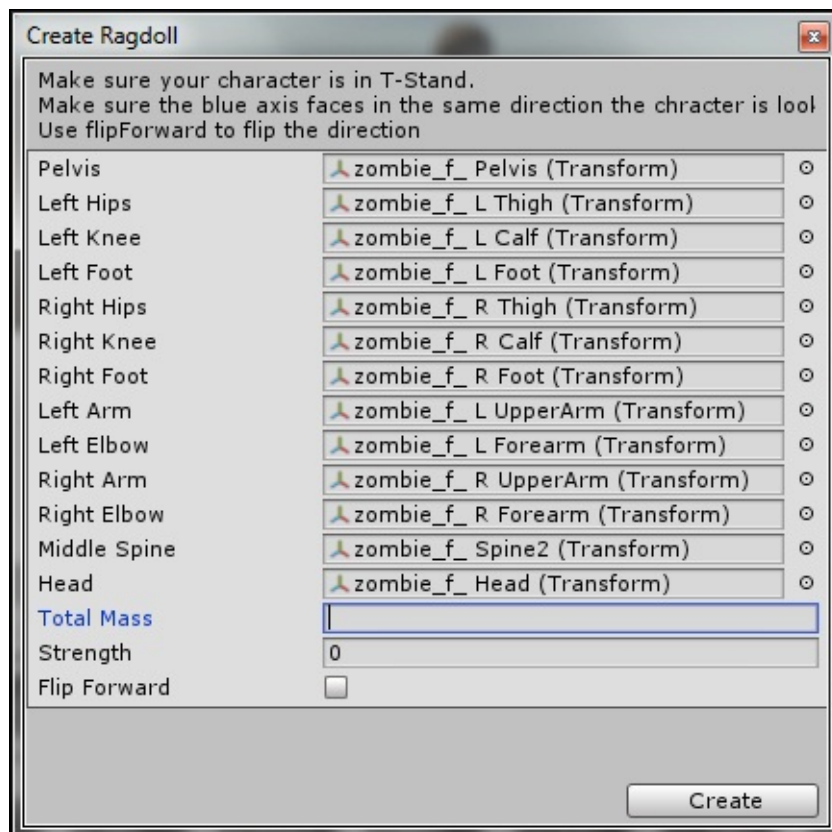 Create Ragdoll
Make sure your character is in T-Stand.
Make sure the blue axis faces in the same direction the chracter is look
Use flipForward to flip the direction
Pelvis zombie_f_ Pelvis (Transform)
Left Hips zombie_f_ L Thigh (Transform)
Left Knee zombie_f_ L Calf (Transform)
Left Foot zombie_f_ L Foot (Transform)
Right Hips zombie_f_ R Thigh (Transform)
Right Knee zombie_f_ R Calf (Transform)
Right Foot zombie_f_ R Foot (Transform)
Left Arm zombie_f_ L UpperArm (Transform)
Left Elbow zombie_f_ L Forearm (Transform)
Right Arm zombie_f_ R UpperArm (Transform)
Right Elbow zombie_f_ R Forearm (Transform)
Middle Spine zombie_f_ Spine2 (Transform)
Head zombie_f_ Head (Transform)
Total Mass
Strength 0
Flip Forward
Create